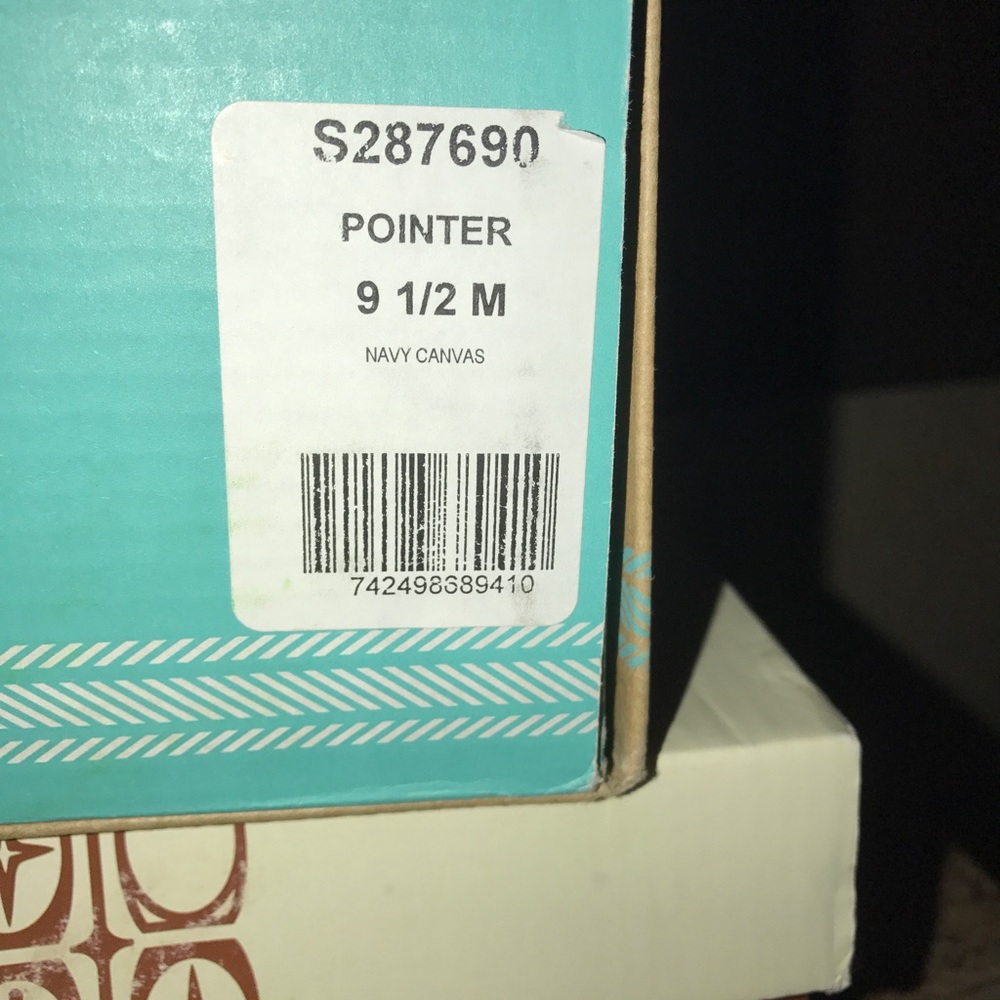 S287690
POINTER
9 1/2 M
NAVY CANVAS
742498689410